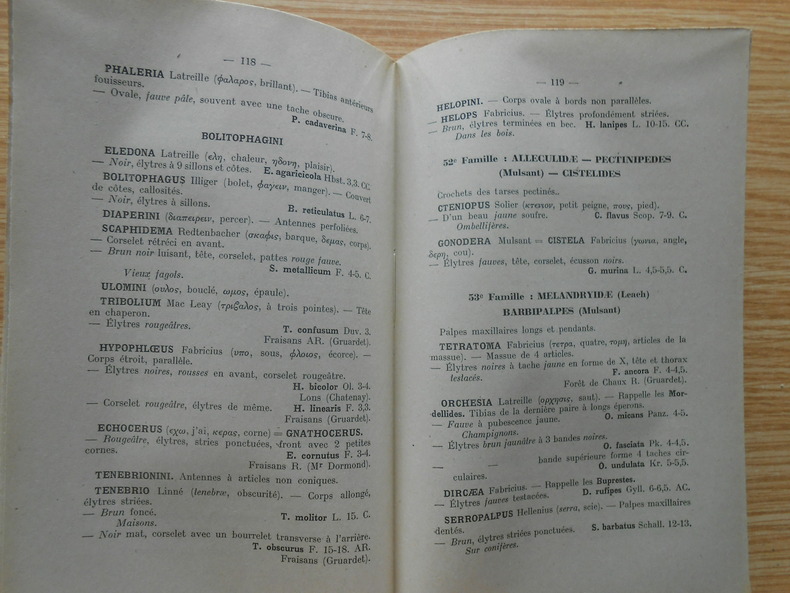 — 118 —
PHALERIA Latreille (φαλαρος, brillant). — Tibias antérieurs
fouisseurs.
— Ovale, jauve pâle, souvent avec une tache obscure.
P. cadaverina F. 7-8.
BOLITOPHAGINI
ELEDONA Latreille (ελη, chaleur, ηδονη, plaisir).
— Noir, élytres à 9 sillons et côtes. E. agaricicola Hbst. 3,3. CC
BOLITOPHAGUS Illiger (bolet, φαγειν, manger). — Couvert
de côtes, callosités.
— Noir, élytres à sillons.
B. reticulatus L. 6-7.
DIAPERINI (διαπειρειν, percer). — Antennes perfoliées.
SCAPHIDEMA Redtenbacher (σκαφις, barque, δεμας, corps).
— Corselet rétréci en avant.
— Brun noir luisant, tête, corselet, pattes rouge fauve.
S. metallicum F. 4-5. C.
Vieux fagots.
ULOMINI (ουλος, bouclé, ωμος, épaule).
TRIBOLIUM Mac Leay (τριβολος, à trois pointes). — Tête
en chaperon.
— Élytres rougeâtres. T. confusum Duv. 3.
Fraisans AR. (Gruardet).
HYPOPHLŒUS Fabricius (υπο, sous, φλοιος, écorce). —
Corps étroit, parallèle.
— Élytres noires, rousses en avant, corselet rougeâtre.
H. bicolor Ol. 3-4.
Lons (Chatenay).
— Corselet rougeâtre, élytres de même. H. linearis F. 3,3.
Fraisans (Gruardet).
ECHOCERUS (εχω, j'ai, κερας, corne) = GNATHOCERUS.
— Rougeâtre, élytres, stries ponctuées, front avec 2 petites
cornes. E. cornutus F. 3-4.
Fraisans R. (Mr Dormond).
TENEBRIONINI. Antennes à articles non coniques.
TENEBRIO Linné (tenebræ, obscurité). — Corps allongé,
élytres striées.
— Brun foncé. T. molitor L. 15. C.
Maisons.
— Noir mat, corselet avec un bourrelet transverse à l'arrière.
T. obscurus F. 15-18. AR.
Fraisans (Gruardet).
— 119 —
HELOPINI. — Corps ovale à bords non parallèles.
— HELOPS Fabricius. — Élytres profondément striées.
— Brun, élytres terminées en bec. H. lanipes L. 10-15. CC.
Dans les bois.
52e Famille : ALLECULIDÆ — PECTINIPEDES
(Mulsant) — CISTELIDES
Crochets des tarses pectinés.
CTENIOPUS Solier (κτενιον, petit peigne, πους, pied).
— D'un beau jaune soufre. C. flavus Scop. 7-9. C.
Ombellifères.
GONODERA Mulsant = CISTELA Fabricius (γωνια, angle,
δερη, cou).
— Élytres fauves, tête, corselet, écusson noirs.
G. murina L. 4,5-5,5. C.
53e Famille : MELANDRYIDÆ (Leach)
BARBIPALPES (Mulsant)
Palpes maxillaires longs et pendants.
TETRATOMA Fabricius (τετρα, quatre, τομη, articles de la
massue). — Massue de 4 articles.
— Élytres noires à tache jaune en forme de X, tête et thorax
testacés. F. ancora F. 4-4,5.
Forêt de Chaux R. (Gruardet).
ORCHESIA Latreille (ορχησις, saut). — Rappelle les Mor-
dellides. Tibias de la dernière paire à longs éperons.
— Fauve à pubescence jaune. O. micans Panz. 4-5.
Champignons.
— Élytres brun jaunâtre à 3 bandes noires.
O. fasciata Pk. 4-4,5.
— — bande supérieure forme 4 taches cir-
culaires. O. undulata Kr. 5-5,5.
DIRCÆA Fabricius. — Rappelle les Buprestes.
— Élytres fauves testacées. D. rufipes Gyll. 6-6,5. AC.
SERROPALPUS Hellenius (serra, scie). — Palpes maxillaires
dentés.
— Brun, élytres striées ponctuées. S. barbatus Schall. 12-13.
Sur conifères.